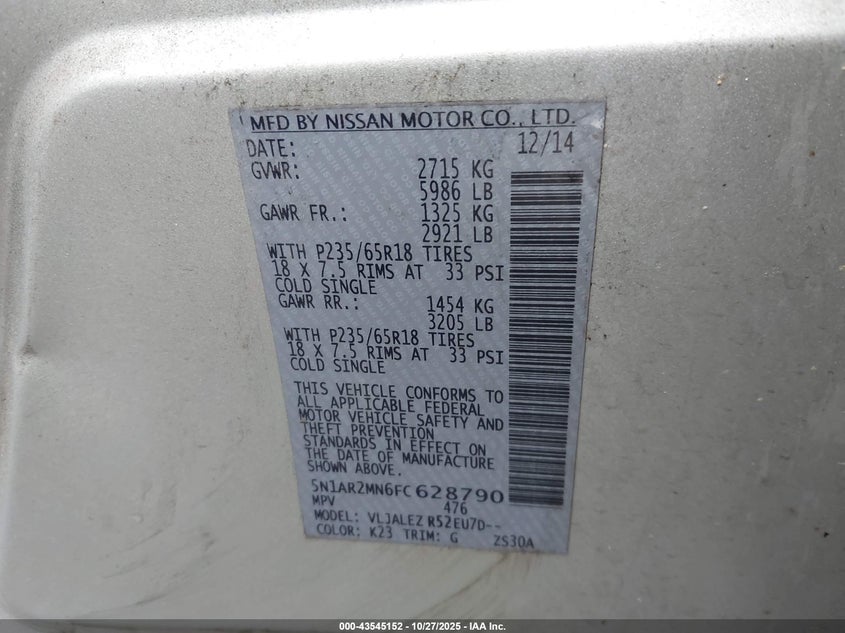 MFD BY NISSAN MOTOR CO., LTD.
DATE: 12/14
GVWR: 2715 KG
5986 LB
GAWR FR.: 1325 KG
2921 LB
WITH P235/65R18 TIRES
18 X 7.5 RIMS AT 33 PSI
COLD SINGLE
GAWR RR.: 1454 KG
3205 LB
WITH P235/65R18 TIRES
18 X 7.5 RIMS AT 33 PSI
COLD SINGLE
THIS VEHICLE CONFORMS TO
ALL APPLICABLE FEDERAL
MOTOR VEHICLE SAFETY AND
THEFT PREVENTION
STANDARDS IN EFFECT ON
THE DATE OF MANUFACTURE
SHOWN ABOVE.
5N1AR2MN6FC628790
MPV 476
MODEL: VLJALEZ R52EU7D--
COLOR: K23 TRIM: G ZS30A
000-43545152 | 10/27/2025 - IAA Inc.